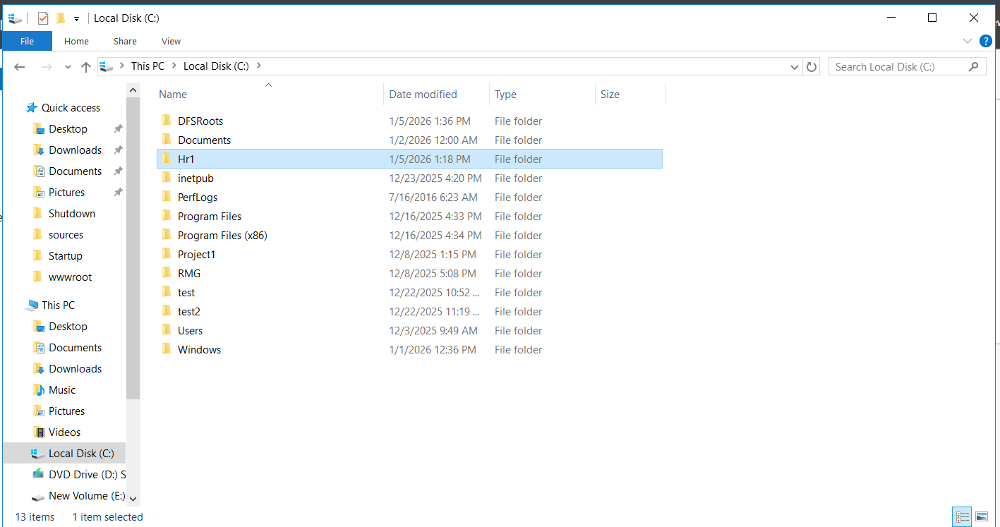 Local Disk (C:)
File Home Share View
This PC Local Disk (C:)
Search Local Disk (C:)
Quick access
Desktop
Downloads
Documents
Pictures
Shutdown
sources
Startup
wwwroot
This PC
Desktop
Documents
Downloads
Music
Pictures
Videos
Local Disk (C:)
DVD Drive (D:) S
New Volume (E:)
Name Date modified Type Size
DFSRoots 1/5/2026 1:36 PM File folder
Documents 1/2/2026 12:00 AM File folder
Hr1 1/5/2026 1:18 PM File folder
inetpub 12/23/2025 4:20 PM File folder
PerfLogs 7/16/2016 6:23 AM File folder
Program Files 12/16/2025 4:33 PM File folder
Program Files (x86) 12/16/2025 4:34 PM File folder
Project1 12/8/2025 1:15 PM File folder
RMG 12/8/2025 5:08 PM File folder
test 12/22/2025 10:52 ... File folder
test2 12/22/2025 11:19 ... File folder
Users 12/3/2025 9:49 AM File folder
Windows 1/1/2026 12:36 PM File folder
13 items 1 item selected